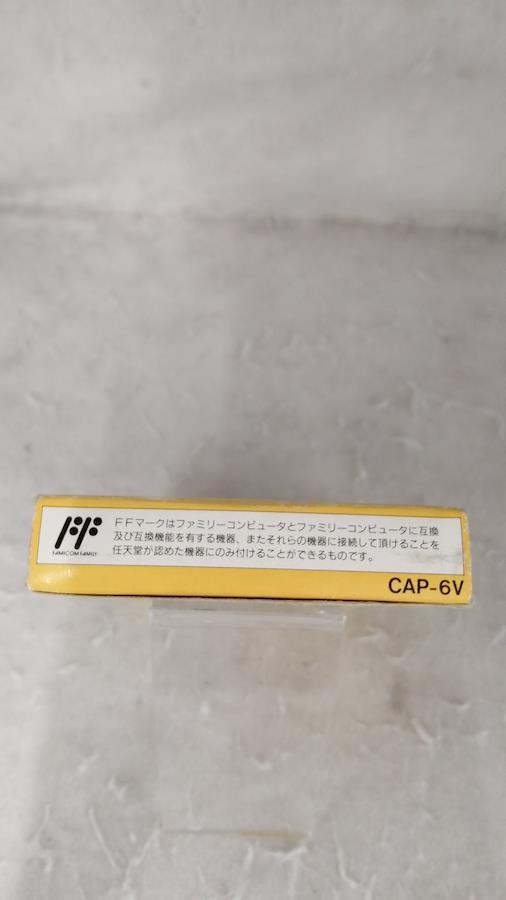 FFマークはファミリーコンピュータとファミリーコンピュータに互換
及び互換機能を有する機器、またそれらの機器に接続して頂けることを
任天堂が認めた機器にのみ付けることができるものです。
FAMICOM FAMILY
CAP-6V